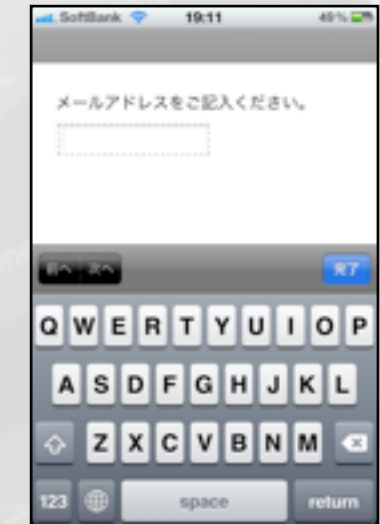 SoftBank 19:11 49%
メールアドレスをご記入ください。
前へ 次へ 完了
Q W E R T Y U I O P
A S D F G H J K L
Z X C V B N M
123 space return